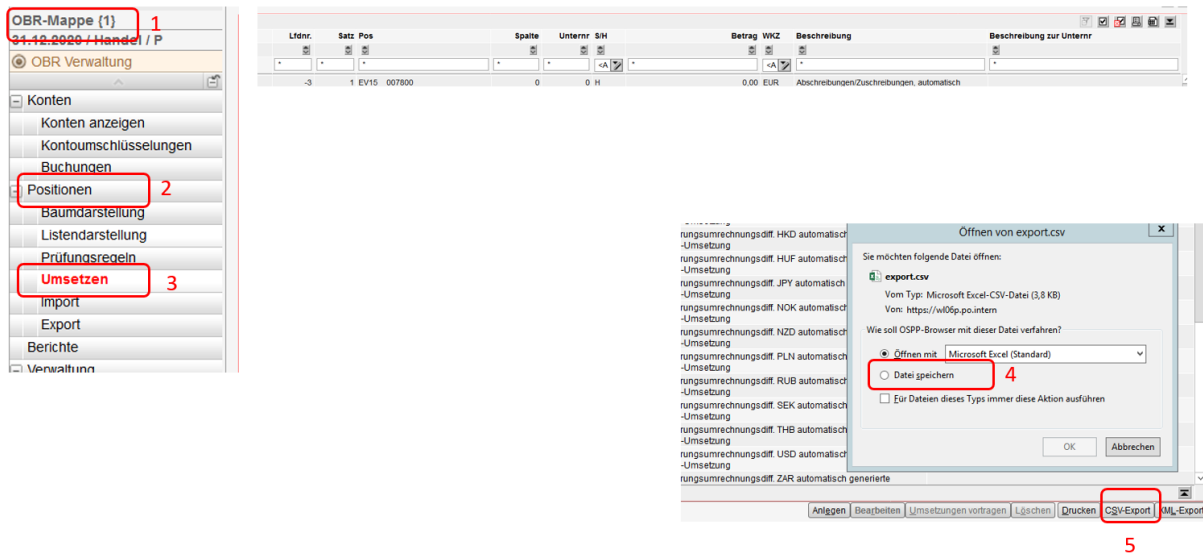 OBR-Mappe {1}
1
31.12.2020 / Handel / P
OBR Verwaltung
Konten
Konten anzeigen
Kontoumschlüsselungen
Buchungen
Positionen
2
Baumdarstellung
Listendarstellung
Prüfungsregeln
Umsetzen
3
Import
Export
Berichte
Verwaltung
Lfdnr. Satz Pos Spalte Unternr S/H Betrag WKZ Beschreibung Beschreibung zur Unternr
* * * * * <A * <A * *
-3 1 EV15 007800 0 0 H 0,00 EUR Abschreibungen/Zuschreibungen, automatisch
-Umsetzung
rungsumrechnungsdiff. HKD automatisch
-Umsetzung
rungsumrechnungsdiff. HUF automatisch
-Umsetzung
rungsumrechnungsdiff. JPY automatisch
-Umsetzung
rungsumrechnungsdiff. NOK automatisch
-Umsetzung
rungsumrechnungsdiff. NZD automatisch
-Umsetzung
rungsumrechnungsdiff. PLN automatisch
-Umsetzung
rungsumrechnungsdiff. RUB automatisch
-Umsetzung
rungsumrechnungsdiff. SEK automatisch
-Umsetzung
rungsumrechnungsdiff. THB automatisch
-Umsetzung
rungsumrechnungsdiff. USD automatisch
-Umsetzung
rungsumrechnungsdiff. ZAR automatisch generierte
Öffnen von export.csv
x
Sie möchten folgende Datei öffnen:
export.csv
Vom Typ: Microsoft Excel-CSV-Datei (3,8 KB)
Von: https://wl06p.po.intern
Wie soll OSPP-Browser mit dieser Datei verfahren?
Öffnen mit Microsoft Excel (Standard)
Datei speichern
4
Für Dateien dieses Typs immer diese Aktion ausführen
OK Abbrechen
Anlegen Bearbeiten Umsetzungen vortragen Löschen Drucken CSV-Export XML-Export
5